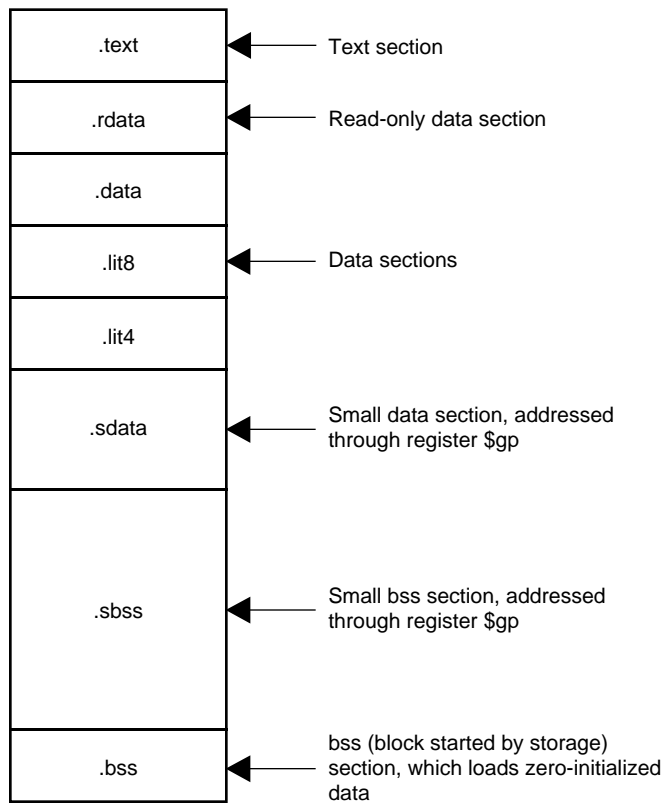 .text
Text section
.rdata
Read-only data section
.data
.lit8
Data sections
.lit4
.sdata
Small data section, addressed
through register $gp
.sbss
Small bss section, addressed
through register $gp
.bss
bss (block started by storage)
section, which loads zero-initialized
data